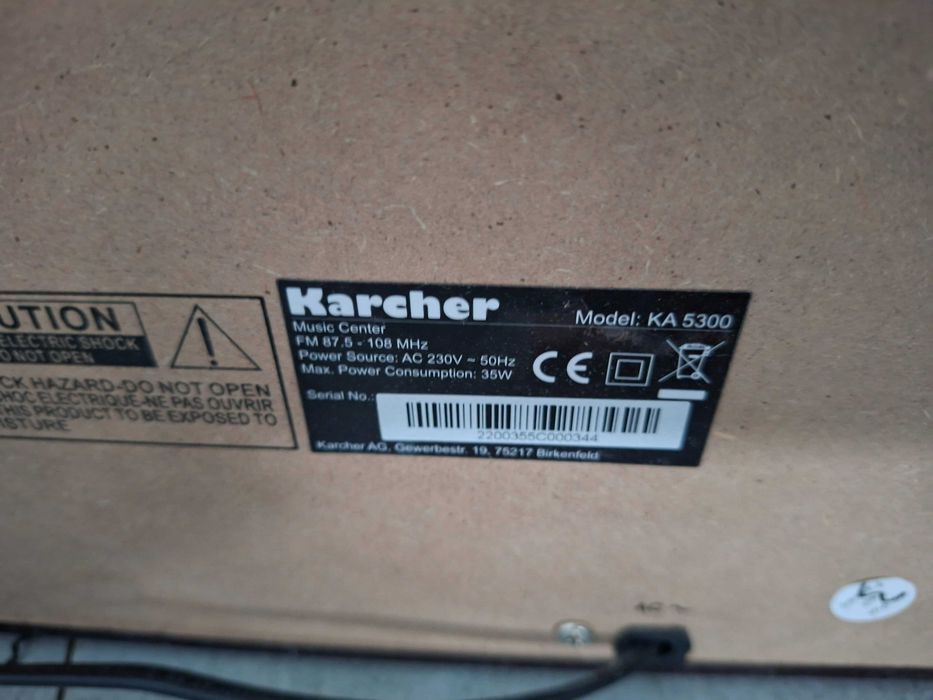 UTION
ELECTRIC SHOCK
DO NOT OPEN
CK HAZARD-DO NOT OPEN
CHOC ELECTRIQUE-NE PAS OUVRIR
THIS PRODUCT TO BE EXPOSED TO
ISTURE
Karcher
Model: KA 5300
Music Center
FM 87.5 - 108 MHz
Power Source: AC 230V ~ 50Hz
Max. Power Consumption: 35W
CE
Serial No.:
2200355C000344
Karcher AG, Gewerbestr. 19, 75217 Birkenfeld